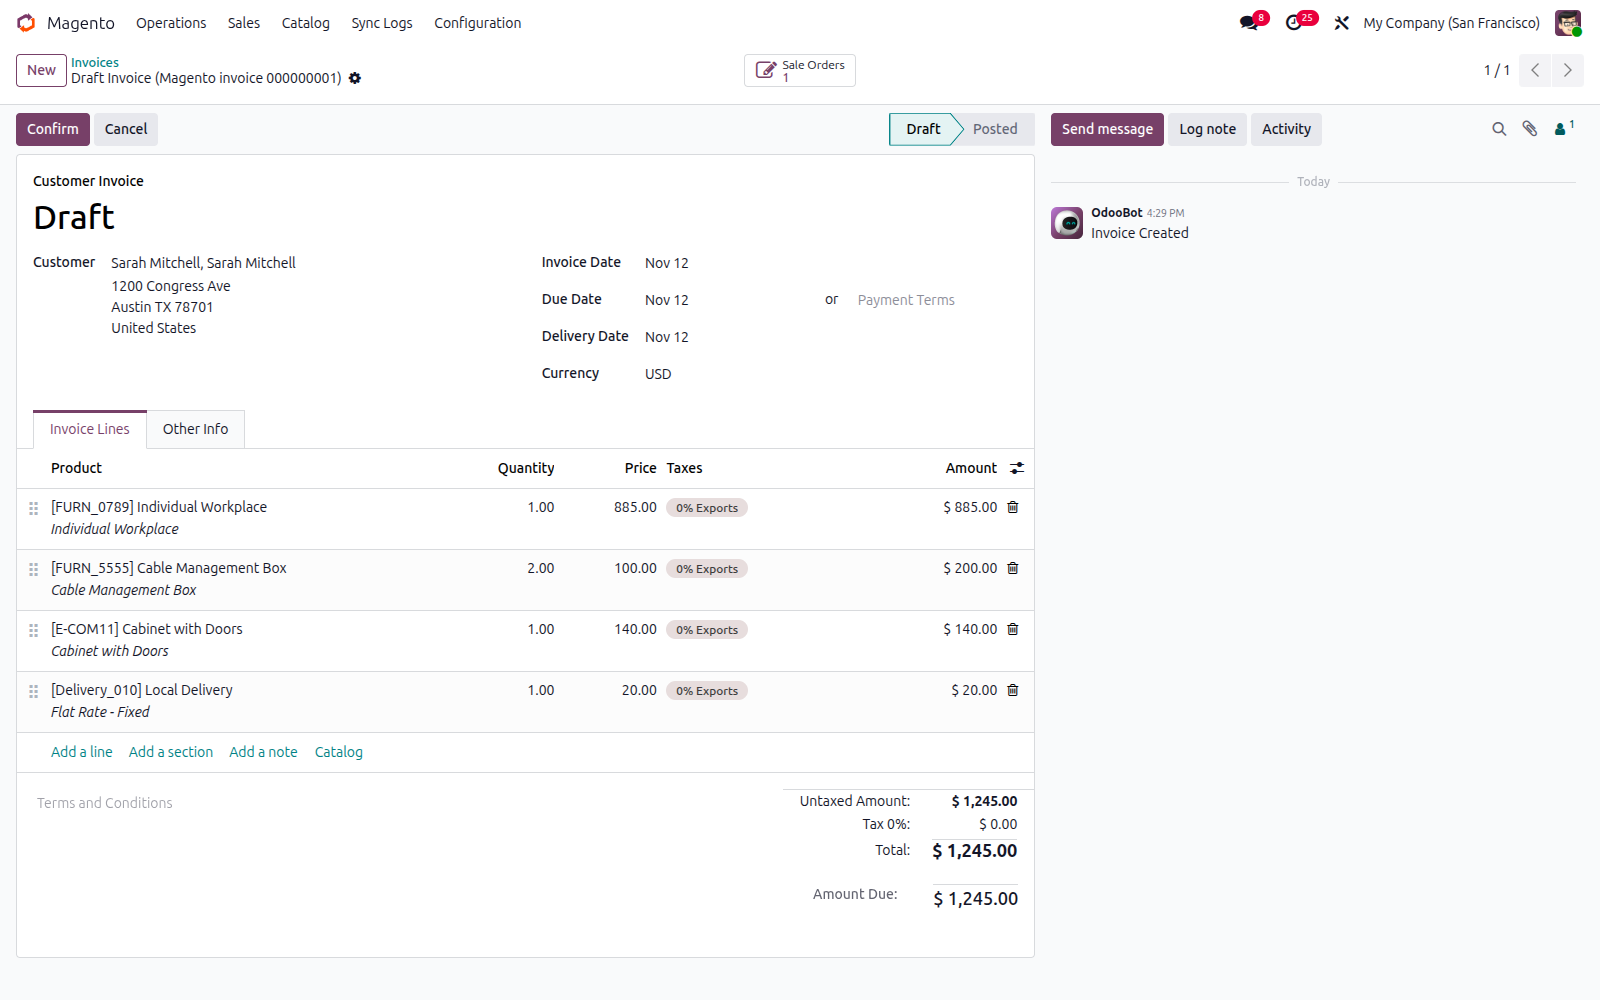 Magento Operations Sales Catalog Sync Logs Configuration 8 25 My Company (San Francisco)
New Invoices
Draft Invoice (Magento invoice 000000001)
Sale Orders
1
1 / 1
Confirm Cancel Draft Posted Send message Log note Activity 1
Customer Invoice
Draft
Customer Sarah Mitchell, Sarah Mitchell
1200 Congress Ave
Austin TX 78701
United States
Invoice Date Nov 12
Due Date Nov 12 or Payment Terms
Delivery Date Nov 12
Currency USD
Today
OdooBot 4:29 PM
Invoice Created
Invoice Lines Other Info
Product Quantity Price Taxes Amount
[FURN_0789] Individual Workplace 1.00 885.00 0% Exports $ 885.00
Individual Workplace
[FURN_5555] Cable Management Box 2.00 100.00 0% Exports $ 200.00
Cable Management Box
[E-COM11] Cabinet with Doors 1.00 140.00 0% Exports $ 140.00
Cabinet with Doors
[Delivery_010] Local Delivery 1.00 20.00 0% Exports $ 20.00
Flat Rate - Fixed
Add a line Add a section Add a note Catalog
Terms and Conditions
Untaxed Amount: $ 1,245.00
Tax 0%: $ 0.00
Total: $ 1,245.00
Amount Due: $ 1,245.00